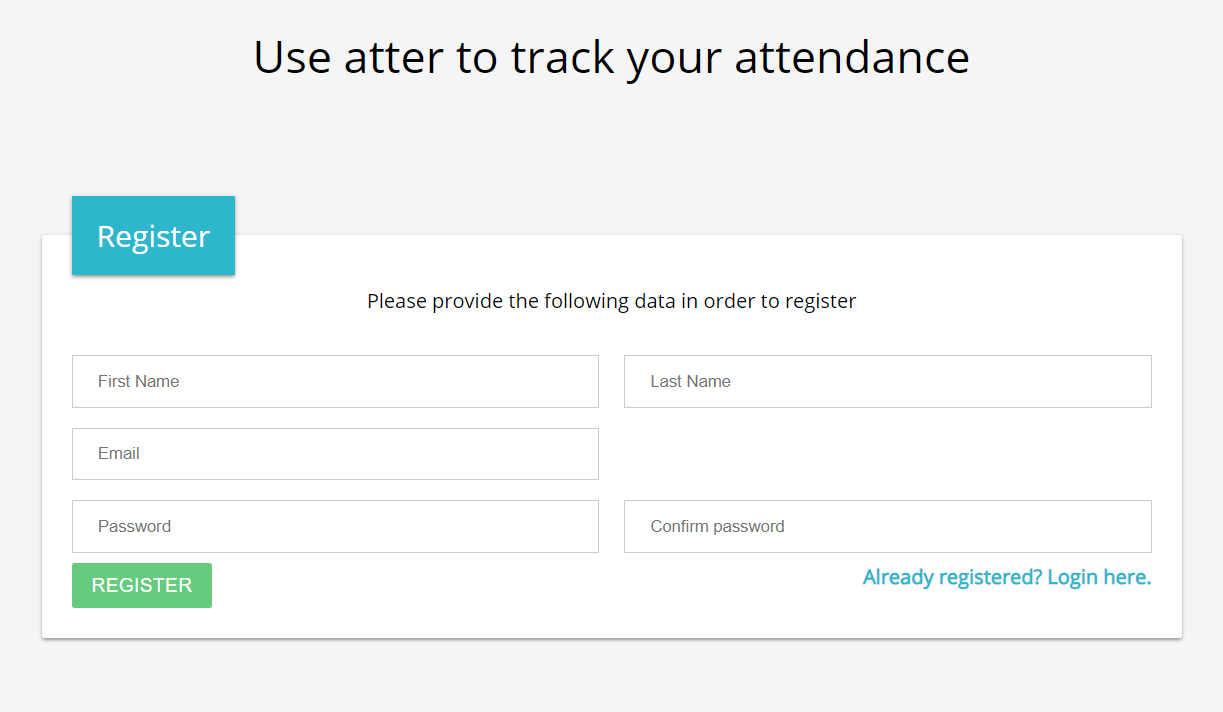 Use atter to track your attendance
Register
Please provide the following data in order to register
First Name
Last Name
Email
Password
Confirm password
REGISTER
Already registered? Login here.